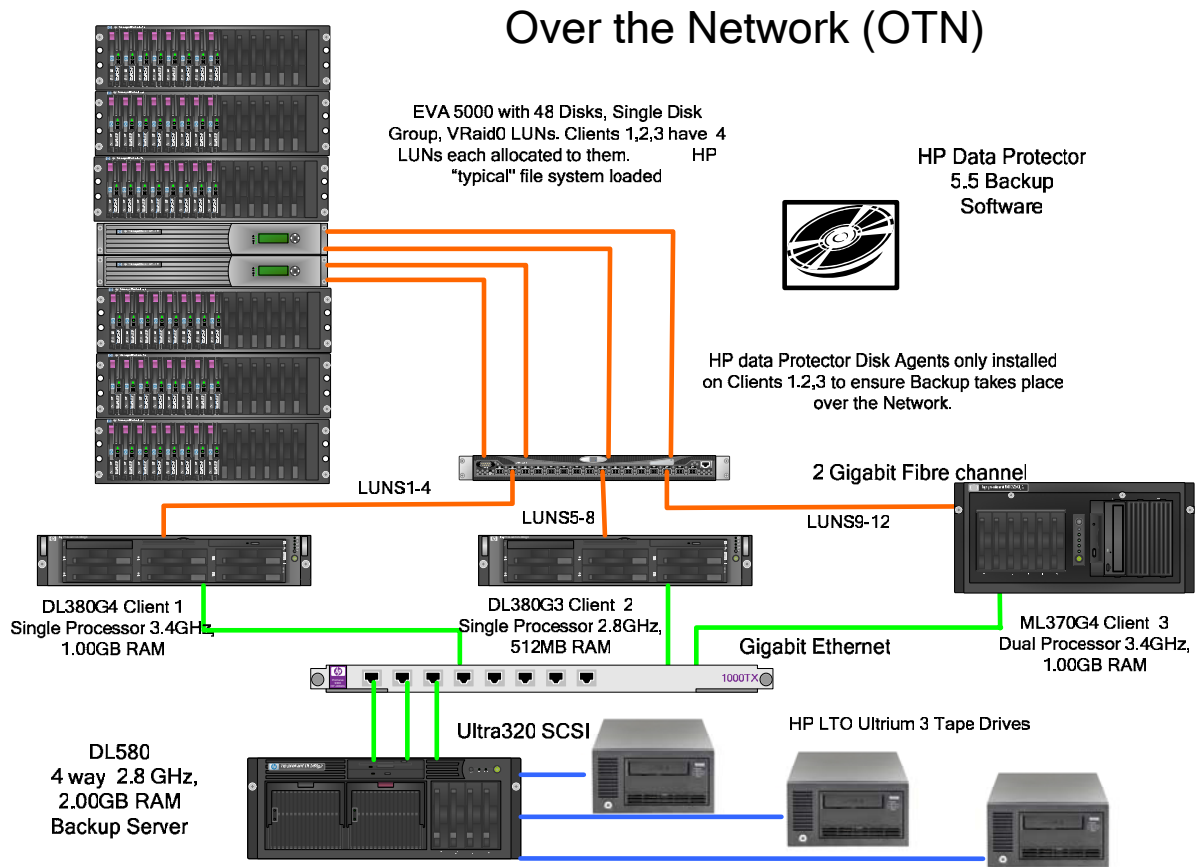 Over the Network (OTN)
EVA 5000 with 48 Disks, Single Disk
Group, VRaid0 LUNs. Clients 1,2,3 have 4
LUNs each allocated to them. HP
"typical" file system loaded
HP Data Protector
5.5 Backup
Software
HP data Protector Disk Agents only installed
on Clients 1.2,3 to ensure Backup takes place
over the Network.
2 Gigabit Fibre channel
LUNS1-4
LUNS5-8
LUNS9-12
DL380G4 Client 1
Single Processor 3.4GHz,
1.00GB RAM
DL380G3 Client 2
Single Processor 2.8GHz,
512MB RAM
ML370G4 Client 3
Dual Processor 3.4GHz,
1.00GB RAM
Gigabit Ethernet
1000TX
Ultra320 SCSI
HP LTO Ultrium 3 Tape Drives
DL580
4 way 2.8 GHz,
2.00GB RAM
Backup Server